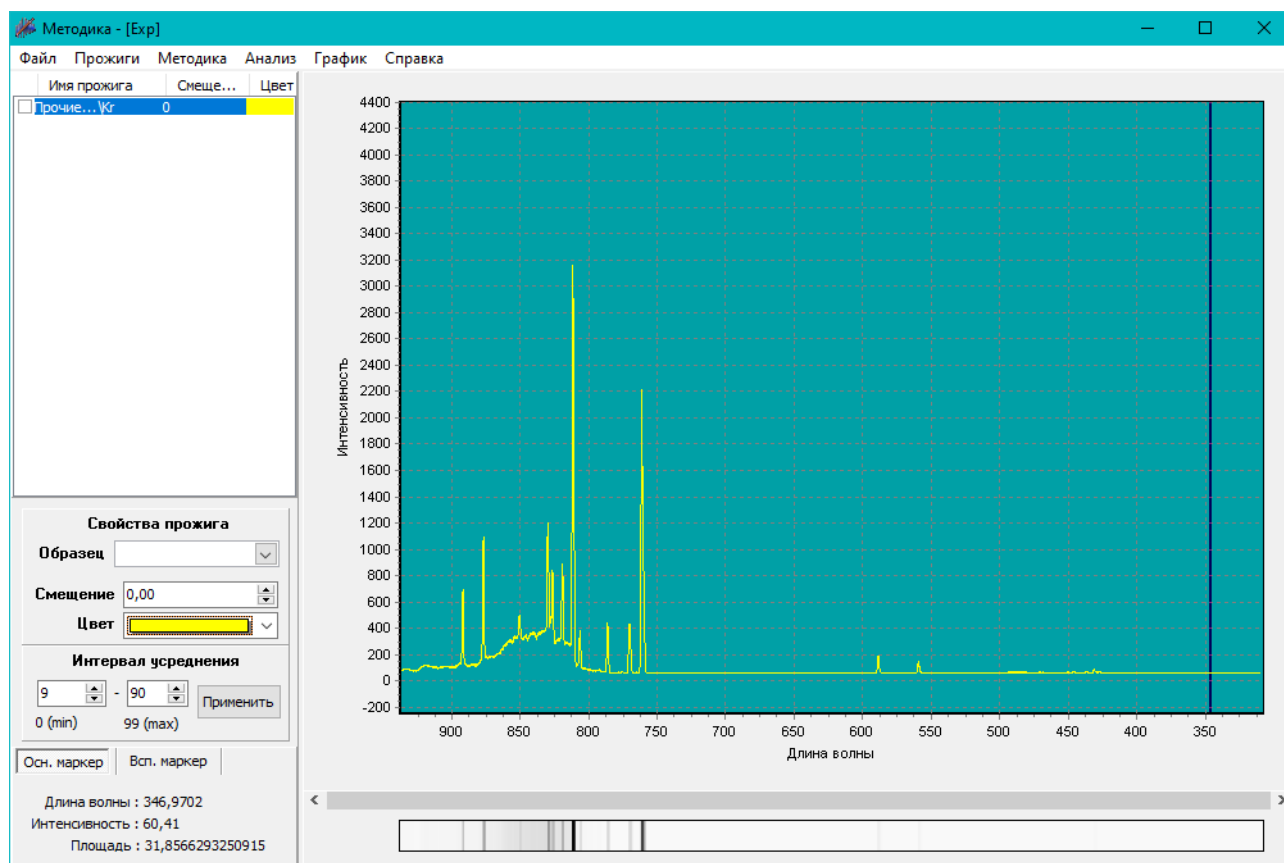 Методика - [Exp]
Файл Прожиги Методика Анализ График Справка
Имя прожига Смеще... Цвет
Прочие...\Kr 0
4400
4200
4000
3800
3600
3400
3200
3000
2800
2600
2400
2200
2000
1800
1600
1400
1200
1000
800
600
400
200
0
-200
Интенсивность
900 850 800 750 700 650 600 550 500 450 400 350
Длина волны
Свойства прожига
Образец
Смещение 0,00
Цвет
Интервал усреднения
9 - 90 Применить
0 (min) 99 (max)
Осн. маркер Всп. маркер
Длина волны : 346,9702
Интенсивность : 60,41
Площадь : 31,8566293250915